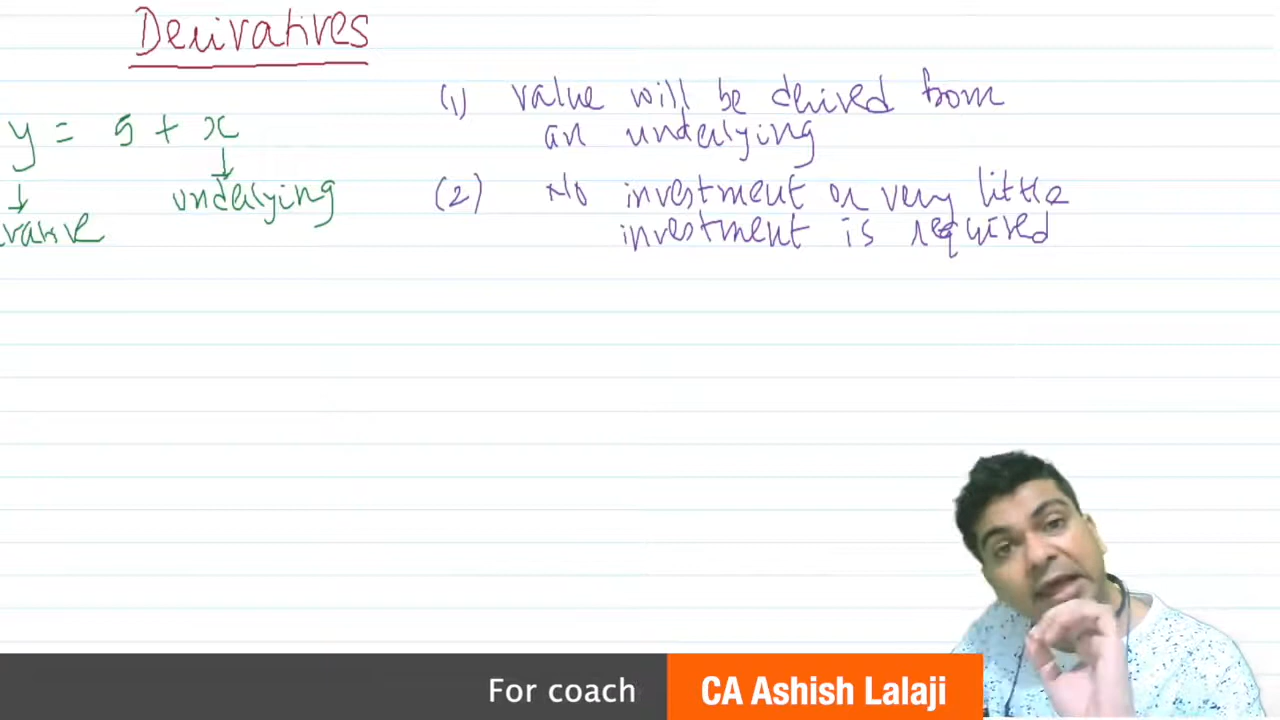 Derivatives
y = 5 + x
underlying
vative
(1) value will be derived from
an underlying
(2) No investment or very little
investment is required
For coach
CA Ashish Lalaji